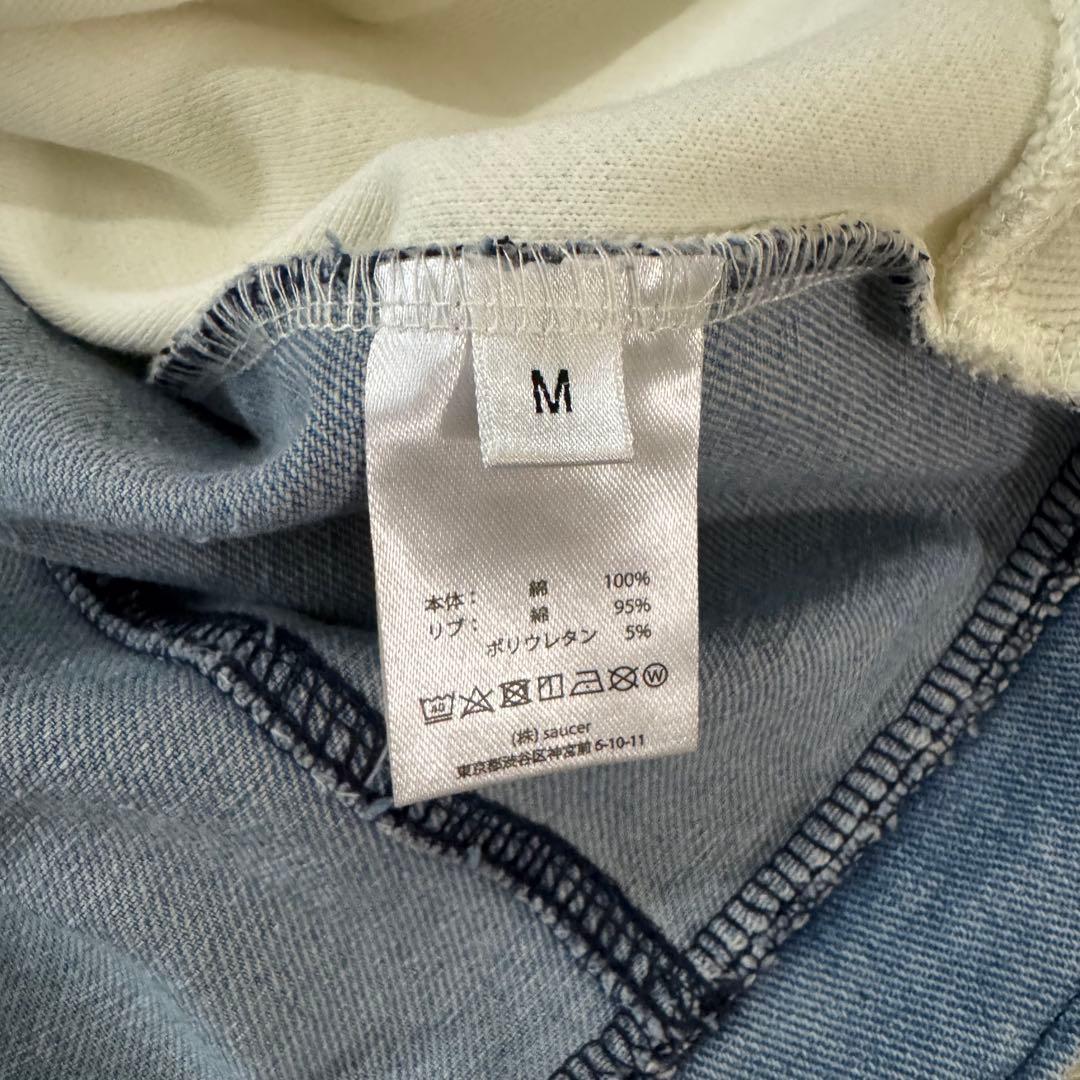 M
本体: 綿 100%
リブ: 綿 95%
ポリウレタン 5%
40 W
(株) saucer
東京都渋谷区神宮前 6-10-11